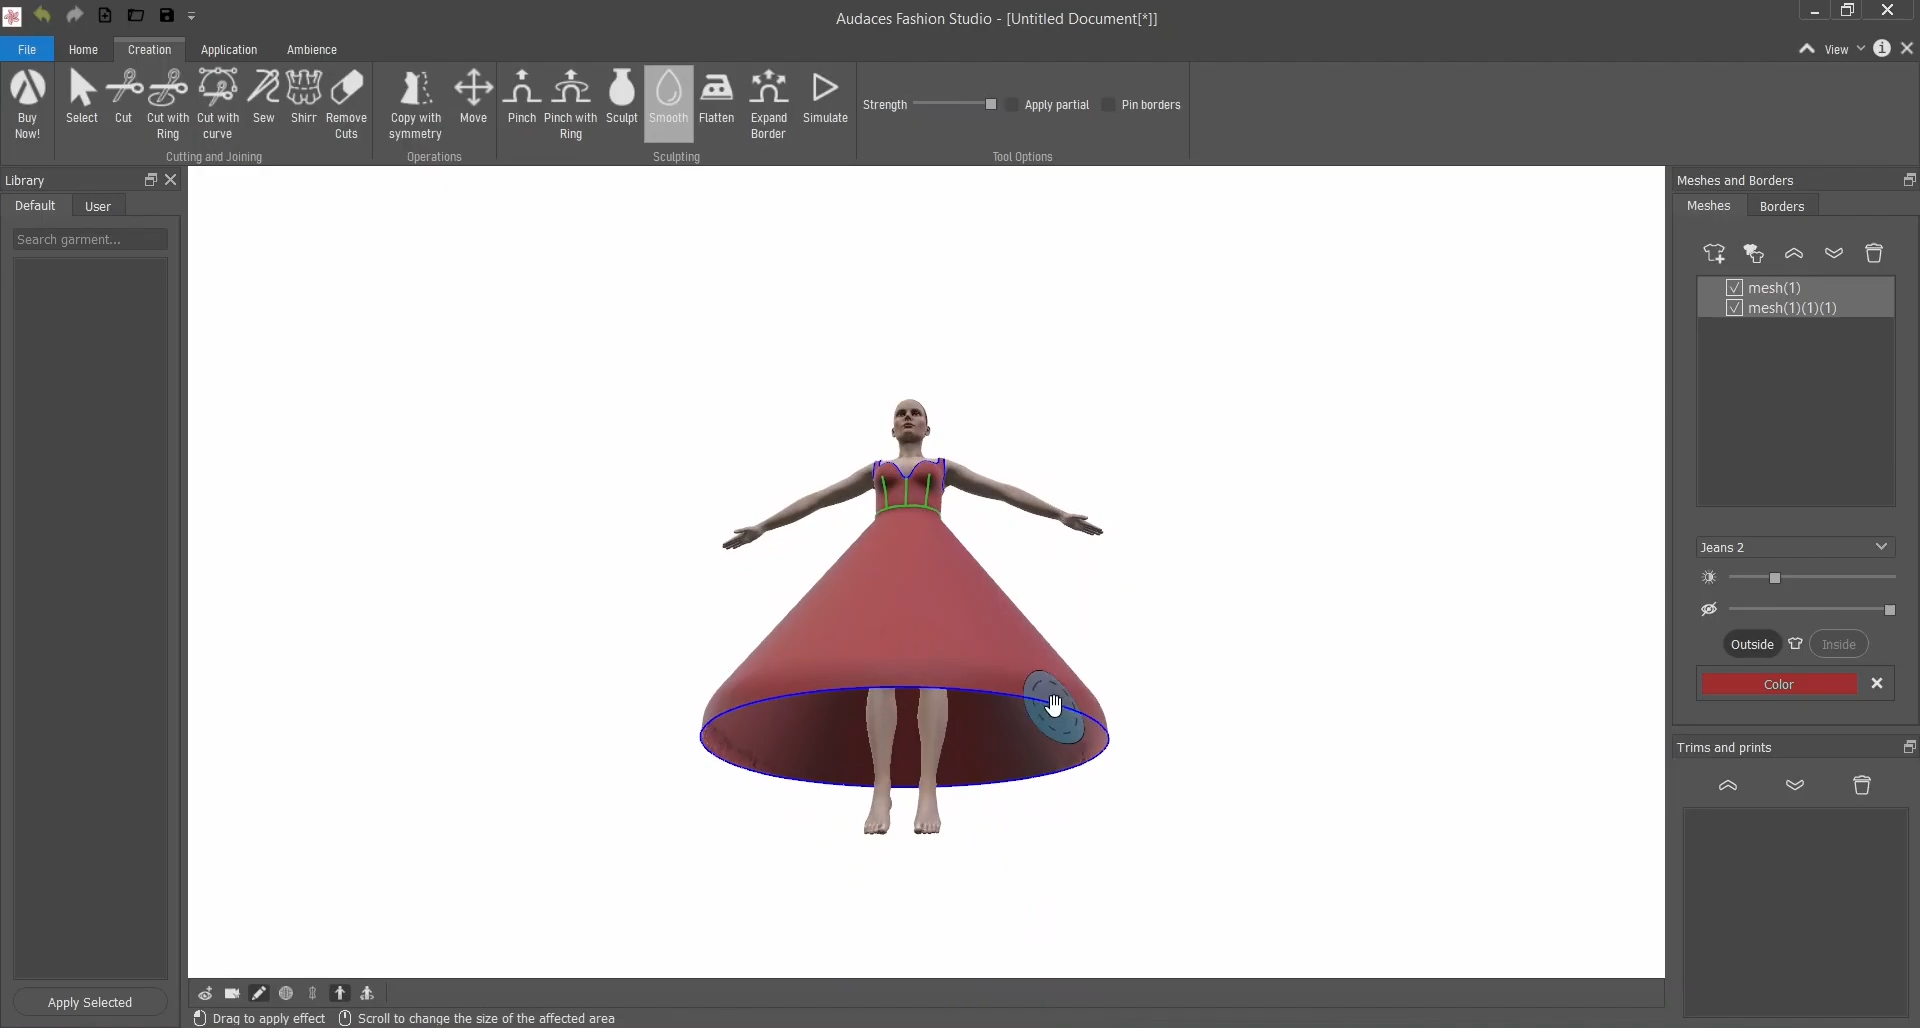 Audaces Fashion Studio - [Untitled Document[*]]
File Home Creation Application Ambience View
Buy Now!
Select
Cut
Cut with Ring
Cut with curve
Sew
Shirr
Remove Cuts
Copy with symmetry
Move
Pinch
Pinch with Ring
Sculpt
Smooth
Flatten
Expand Border
Simulate
Strength Apply partial Pin borders
Cutting and Joining Operations Sculpting Tool Options
Library
Default User
Search garment...
Apply Selected
Meshes and Borders
Meshes Borders
mesh(1)
mesh(1)(1)(1)
Jeans 2
Outside Inside
Color
Trims and prints
Drag to apply effect Scroll to change the size of the affected area